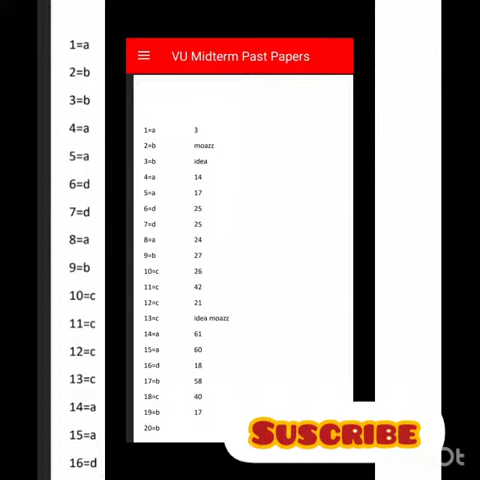 1=a
2=b
3=b
4=a
5=a
6=d
7=d
8=a
9=b
10=c
11=c
12=c
13=c
14=a
15=a
16=d
VU Midterm Past Papers
1=a 3
2=b moazz
3=b idea
4=a 14
5=a 17
6=d 25
7=d 25
8=a 24
9=b 27
10=c 26
11=c 42
12=c 21
13=c idea moazz
14=a 61
15=a 60
16=d 18
17=b 58
18=c 40
19=b 17
20=b
SUSCRIBE